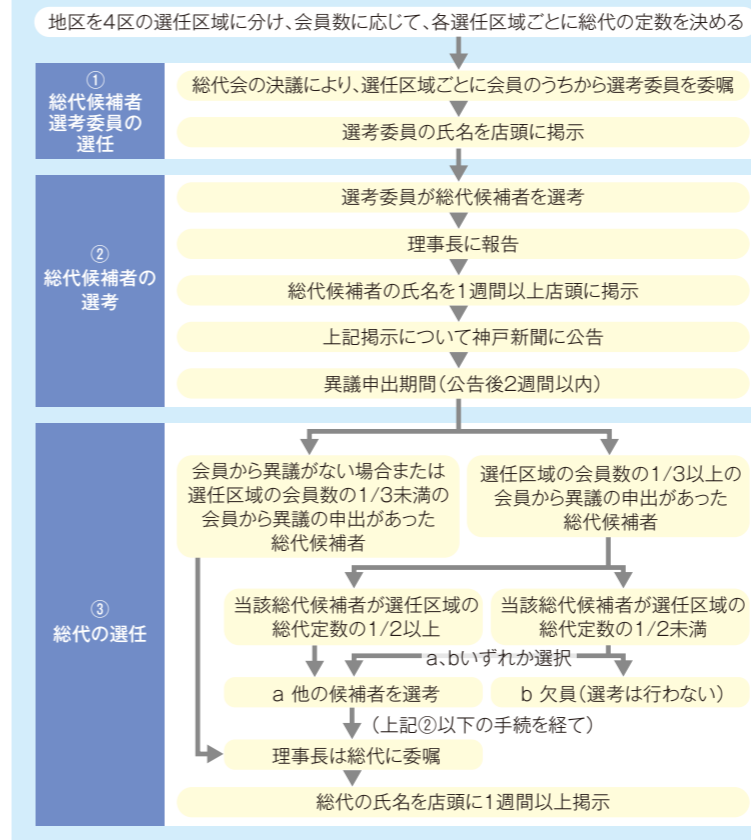 地区を4区の選任区域に分け、会員数に応じて、各選任区域ごとに総代の定数を決める
①
総代候補者
選考委員の
選任
総代会の決議により、選任区域ごとに会員のうちから選考委員を委嘱
選考委員の氏名を店頭に掲示
②
総代候補者の
選考
選考委員が総代候補者を選考
理事長に報告
総代候補者の氏名を1週間以上店頭に掲示
上記掲示について神戸新聞に公告
異議申出期間(公告後2週間以内)
③
総代の選任
会員から異議がない場合または
選任区域の会員数の1/3未満の
会員から異議の申出があった
総代候補者
選任区域の会員数の1/3以上の
会員から異議の申出があった
総代候補者
当該総代候補者が選任区域の
総代定数の1/2以上
当該総代候補者が選任区域の
総代定数の1/2未満
a、bいずれか選択
a 他の候補者を選考
b 欠員(選考は行わない)
(上記②以下の手続を経て)
理事長は総代に委嘱
総代の氏名を店頭に1週間以上掲示